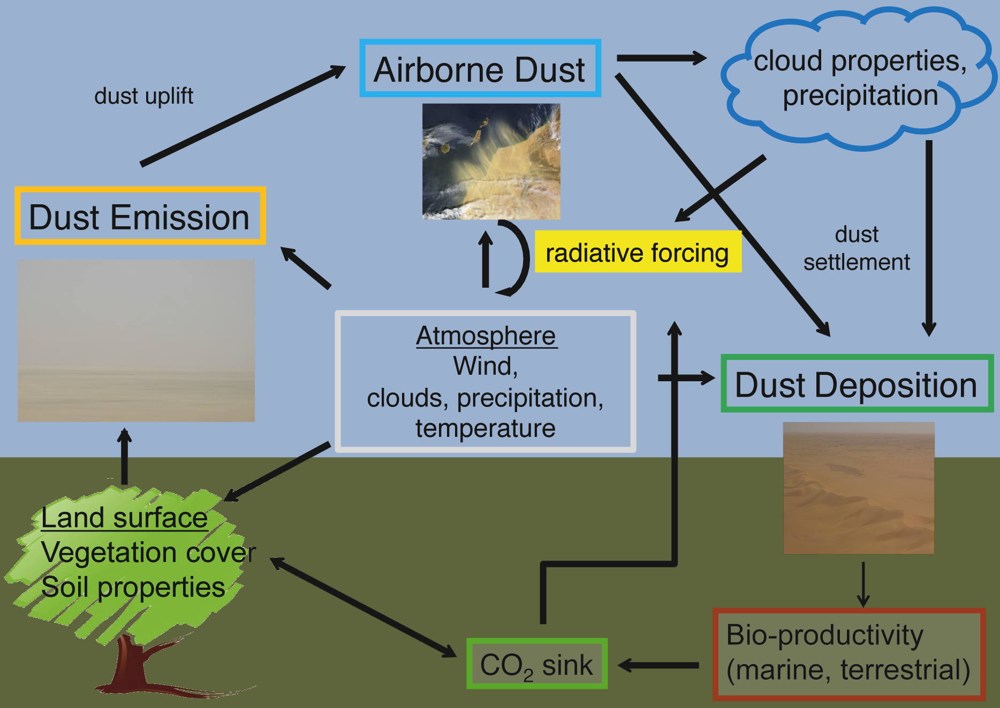 Airborne Dust
cloud properties,
precipitation
dust uplift
Dust Emission
radiative forcing
dust
settlement
Atmosphere
Wind,
clouds, precipitation,
temperature
Dust Deposition
Land surface
Vegetation cover
Soil properties
CO₂ sink
Bio-productivity
(marine, terrestrial)